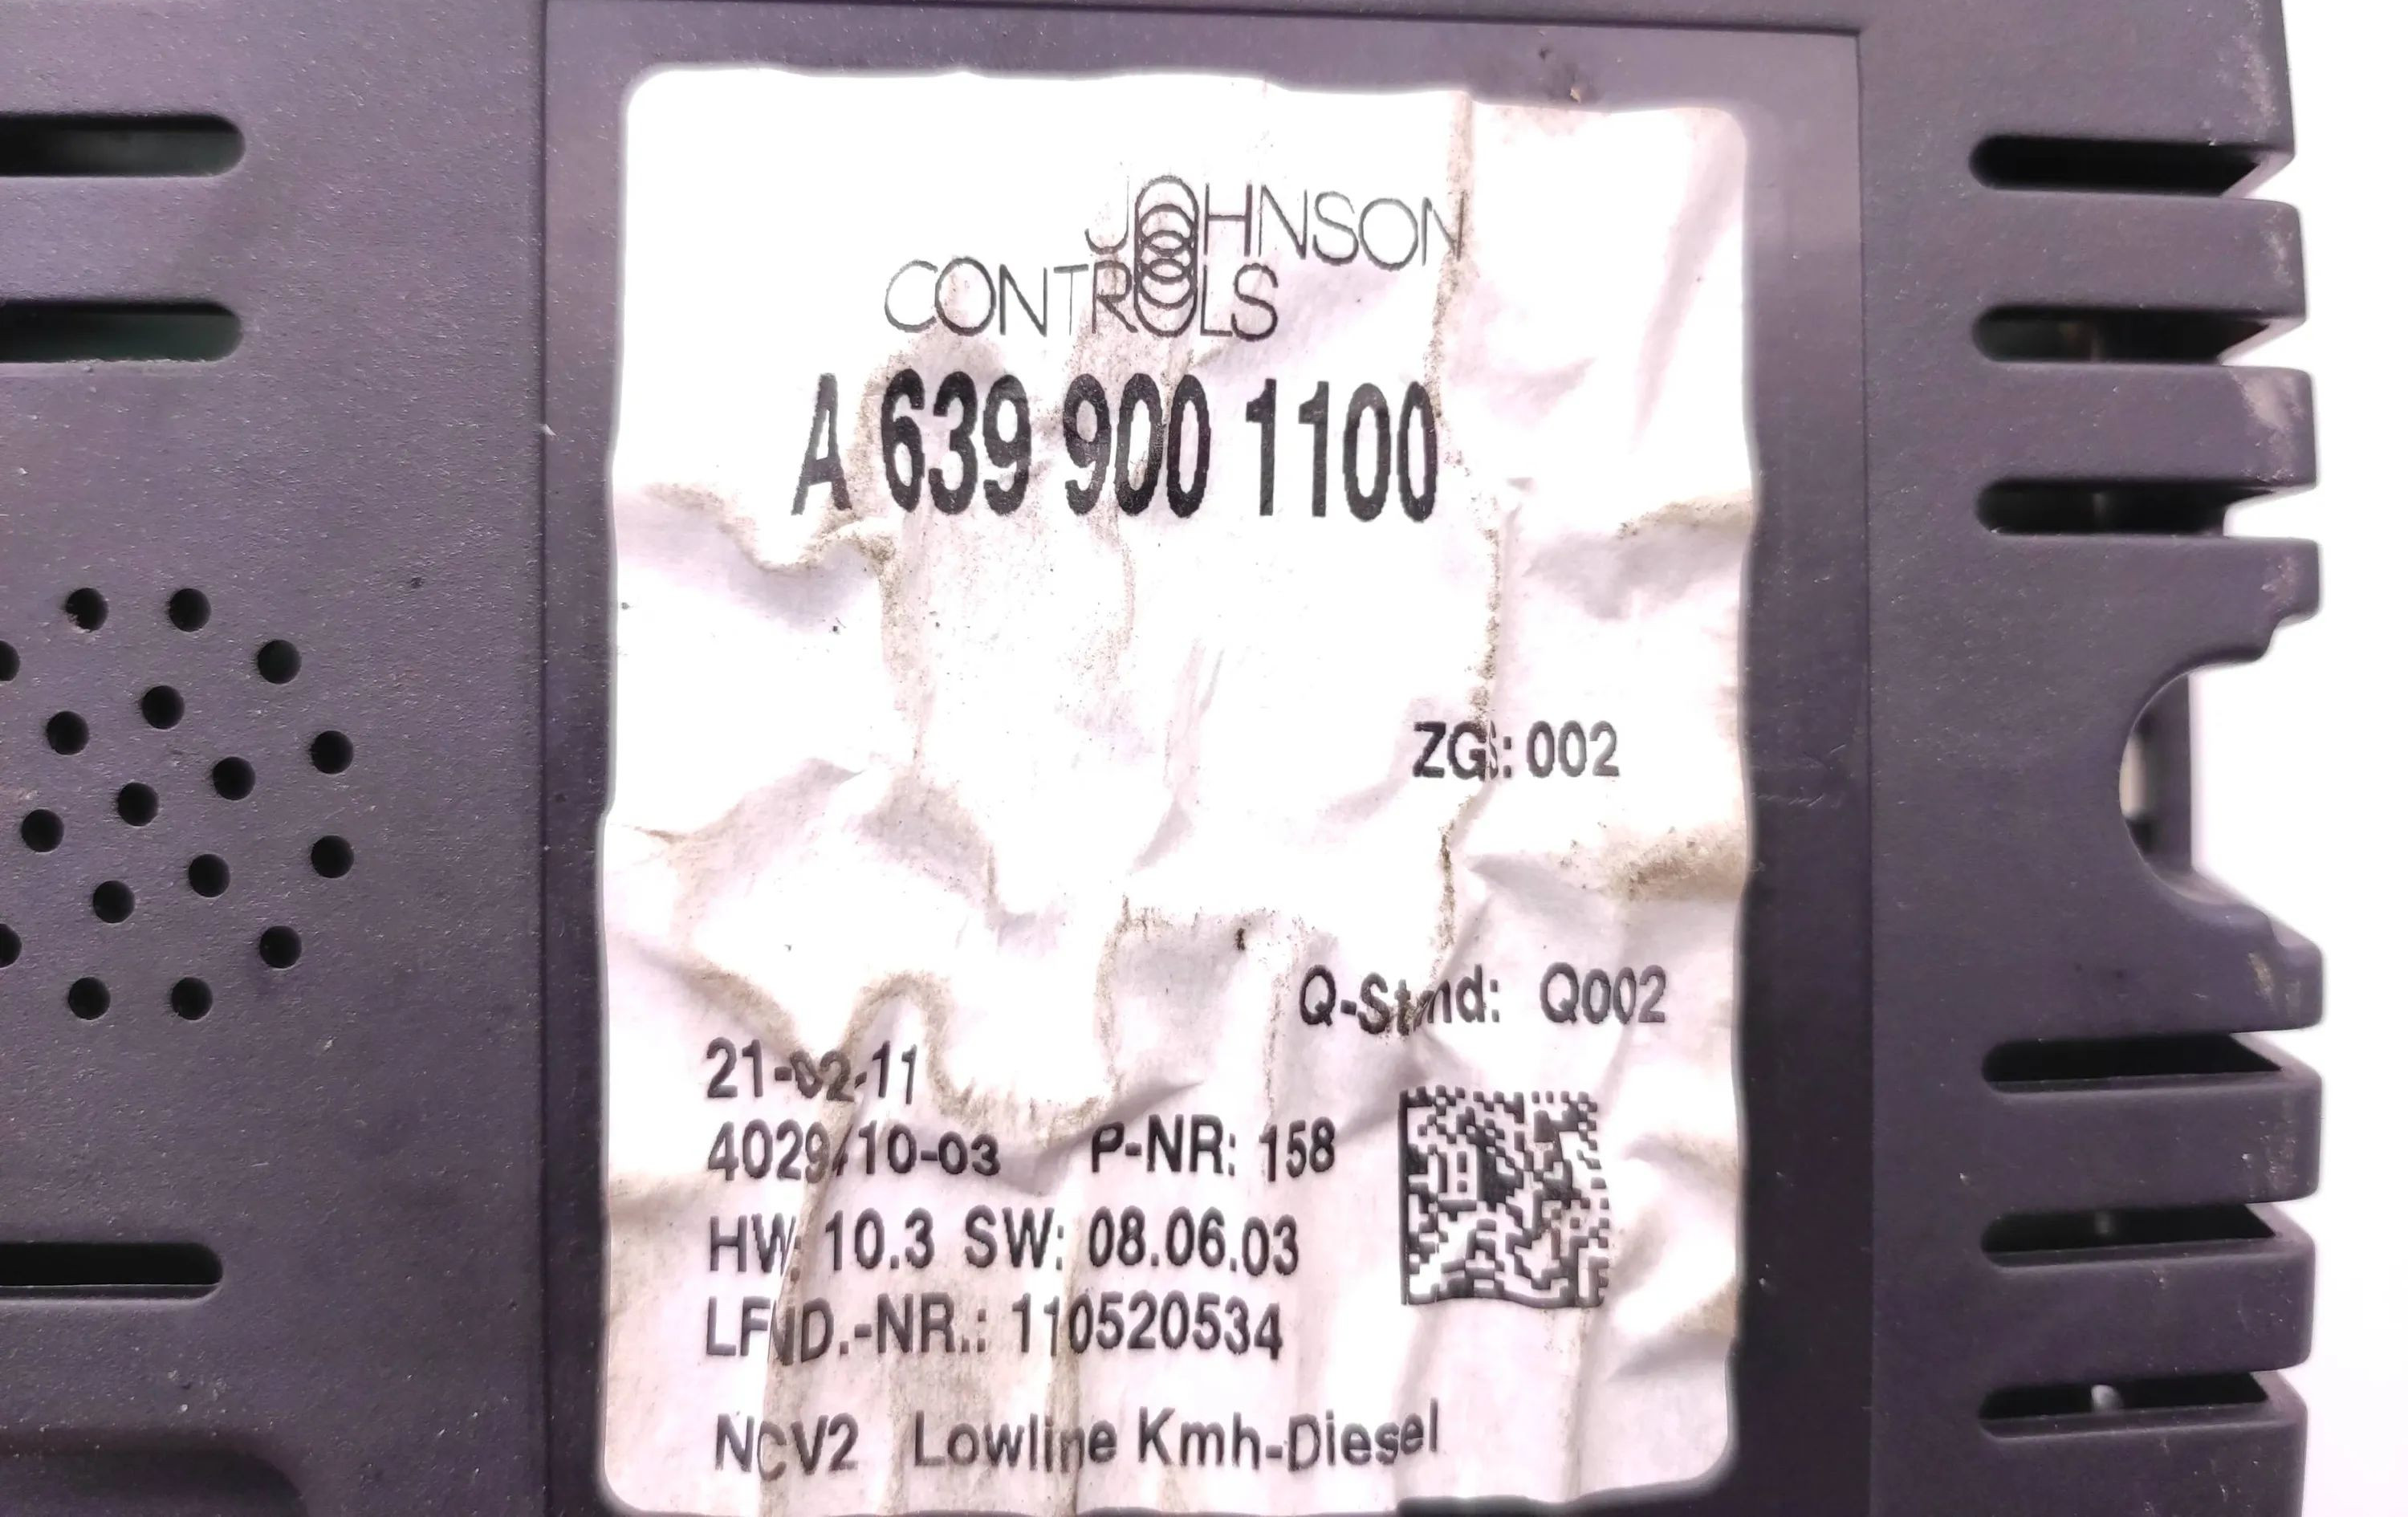 JOHNSON
CONTROLS
A 639 900 1100
ZGS: 002
Q-Stand: Q002
21-02-11
4029/10-03 P-NR: 158
HW: 10.3 SW: 08.06.03
LFND.-NR.: 110520534
NCV2 Lowline Kmh-Diesel